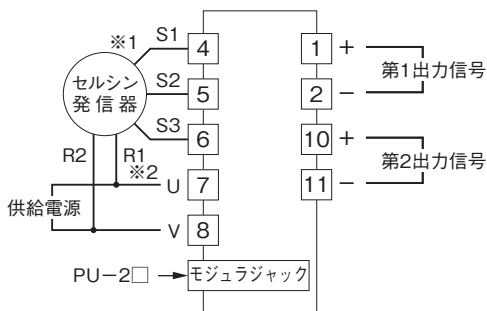 ※1
S1
4
1
+
第1出力信号
セルシン
発信器
S2
5
2
−
S3
6
10
+
第2出力信号
R2
R1
※2
U
7
11
−
供給電源
V
8
PU−2□
モジュラジャック